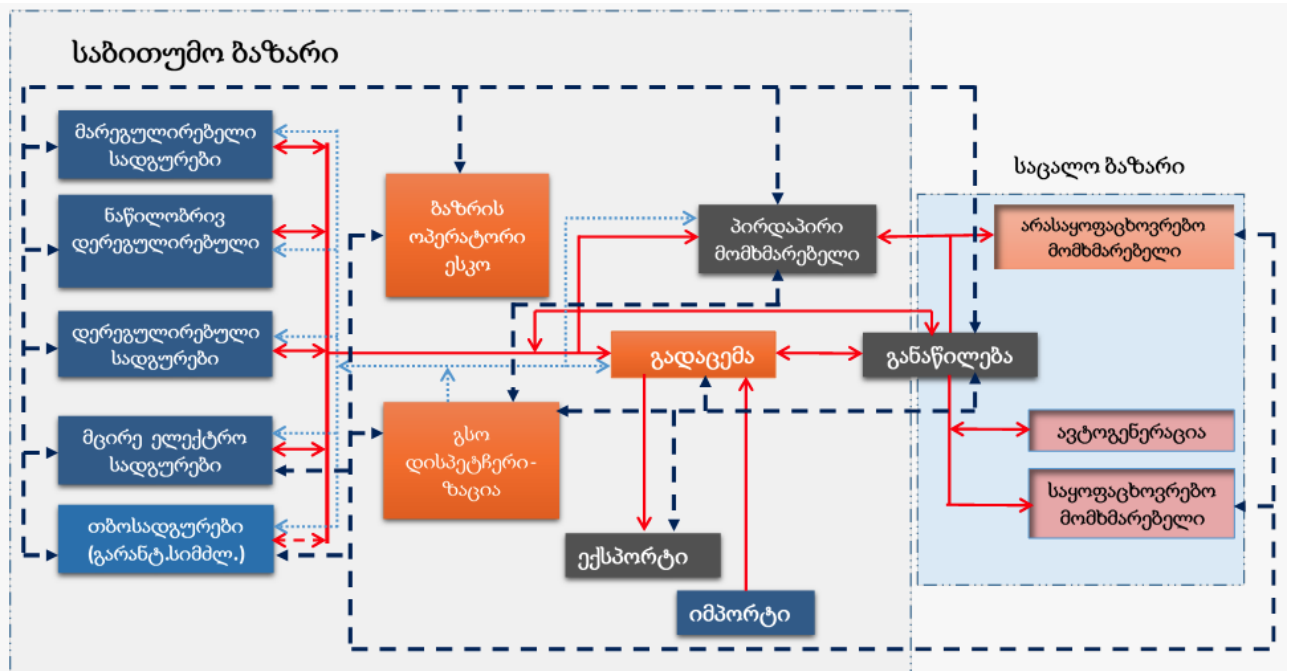 საბითუმო ბაზარი
მარეგულირებელი
სადგურები
ნაწილობრივ
დერეგულირებული
დერეგულირებული
სადგურები
მცირე ელექტრო
სადგურები
თბოსადგურები
(გარანტ.სიმძლ.)
ბაზრის
ოპერატორი
ესკო
გსო
დისპეტჩერი-
ზაცია
პირდაპირი
მომხმარებელი
გადაცემა
განაწილება
ექსპორტი
იმპორტი
საცალო ბაზარი
არასაყოფაცხოვრებო
მომხმარებელი
ავტოგენერაცია
საყოფაცხოვრებო
მომხმარებელი